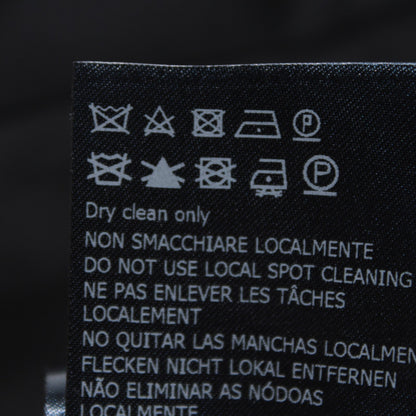 P
P
Dry clean only
NON SMACCHIARE LOCALMENTE
DO NOT USE LOCAL SPOT CLEANING
NE PAS ENLEVER LES TÂCHES
LOCALEMENT
NO QUITAR LAS MANCHAS LOCALMEN
FLECKEN NICHT LOKAL ENTFERNEN
NÃO ELIMINAR AS NÓDOAS
LOCALMENTE